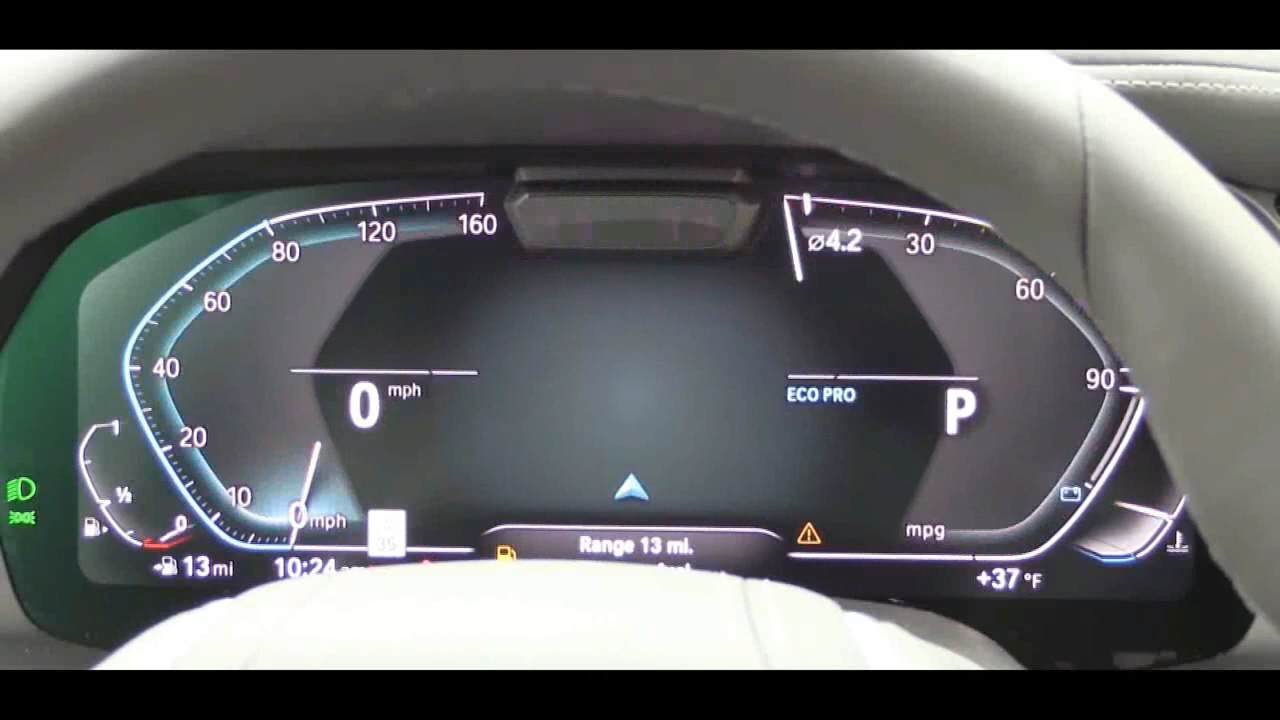 160
120
80
60
40
20
10
0 mph
0 mph
ø4.2
30
60
90
mpg
ECO PRO
P
½
0
35
Range 13 mi.
13 mi
10:24
+37 °F